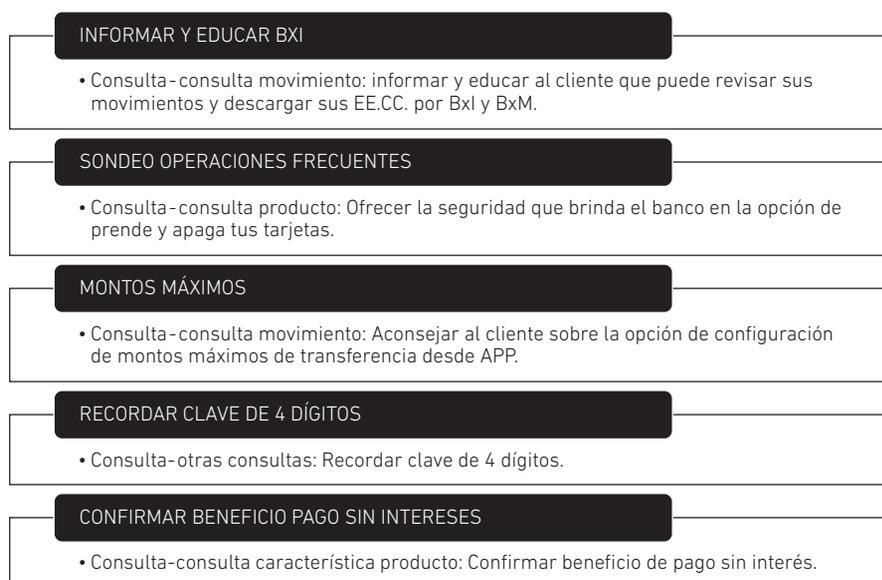 INFORMAR Y EDUCAR BXI
• Consulta-consulta movimiento: informar y educar al cliente que puede revisar sus
movimientos y descargar sus EE.CC. por BxI y BxM.
SONDEO OPERACIONES FRECUENTES
• Consulta-consulta producto: Ofrecer la seguridad que brinda el banco en la opción de
prende y apaga tus tarjetas.
MONTOS MÁXIMOS
• Consulta-consulta movimiento: Aconsejar al cliente sobre la opción de configuración
de montos máximos de transferencia desde APP.
RECORDAR CLAVE DE 4 DÍGITOS
• Consulta-otras consultas: Recordar clave de 4 dígitos.
CONFIRMAR BENEFICIO PAGO SIN INTERESES
• Consulta-consulta característica producto: Confirmar beneficio de pago sin interés.